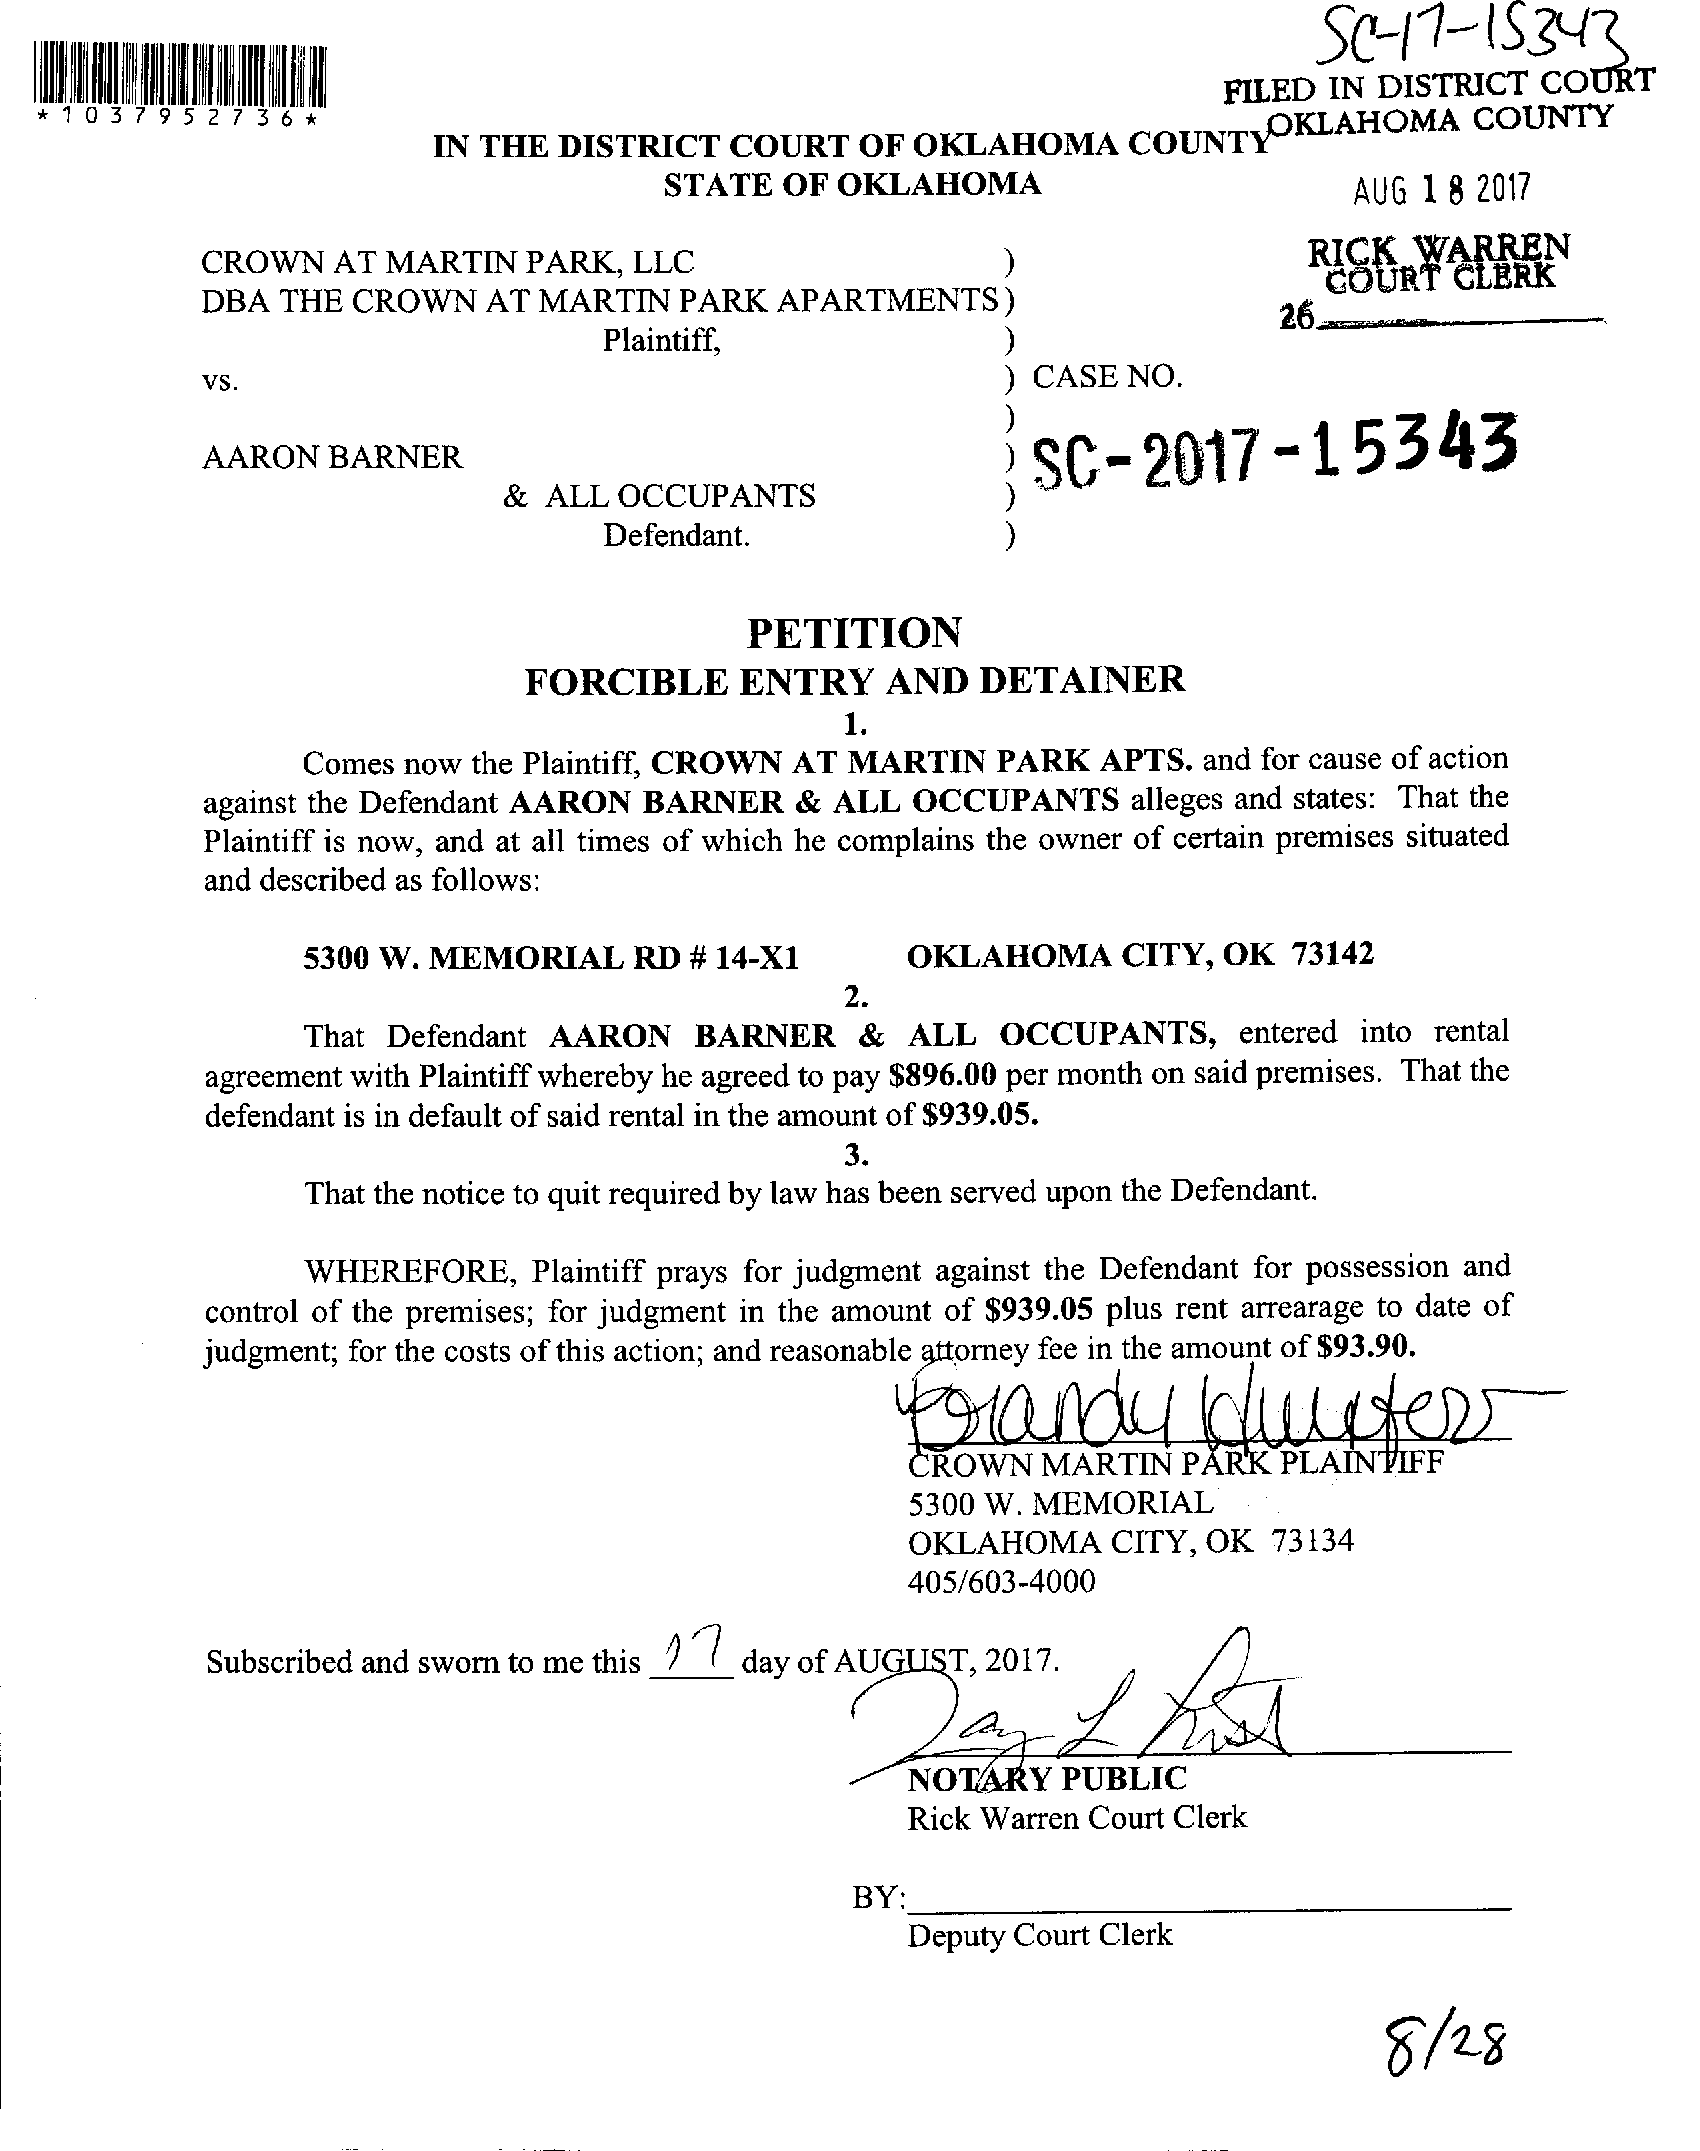 SC-17-15343
FILED IN DISTRICT COURT
OKLAHOMA COUNTY
*1037952736*
IN THE DISTRICT COURT OF OKLAHOMA COUNTY
STATE OF OKLAHOMA
AUG 18 2017
RICK WARREN
COURT CLERK
26
CROWN AT MARTIN PARK, LLC )
DBA THE CROWN AT MARTIN PARK APARTMENTS )
Plaintiff, )
vs. ) CASE NO.
)
AARON BARNER ) SC-2017-15343
& ALL OCCUPANTS )
Defendant. )
PETITION
FORCIBLE ENTRY AND DETAINER
1.
Comes now the Plaintiff, CROWN AT MARTIN PARK APTS. and for cause of action
against the Defendant AARON BARNER & ALL OCCUPANTS alleges and states: That the
Plaintiff is now, and at all times of which he complains the owner of certain premises situated
and described as follows:
5300 W. MEMORIAL RD # 14-X1 OKLAHOMA CITY, OK 73142
2.
That Defendant AARON BARNER & ALL OCCUPANTS, entered into rental
agreement with Plaintiff whereby he agreed to pay $896.00 per month on said premises. That the
defendant is in default of said rental in the amount of $939.05.
3.
That the notice to quit required by law has been served upon the Defendant.
WHEREFORE, Plaintiff prays for judgment against the Defendant for possession and
control of the premises; for judgment in the amount of $939.05 plus rent arrearage to date of
judgment; for the costs of this action; and reasonable attorney fee in the amount of $93.90.
CROWN MARTIN PARK PLAINTIFF
5300 W. MEMORIAL
OKLAHOMA CITY, OK 73134
405/603-4000
Subscribed and sworn to me this 17 day of AUGUST, 2017.
NOTARY PUBLIC
Rick Warren Court Clerk
BY:
Deputy Court Clerk
8/28